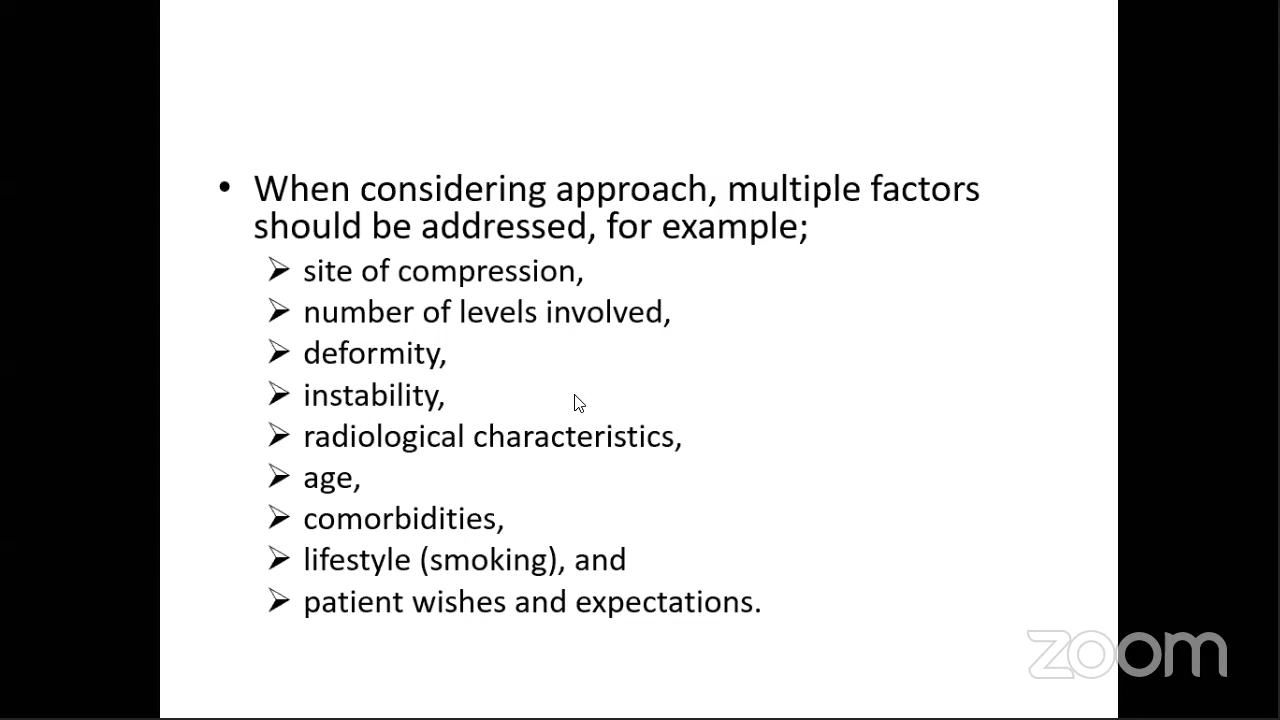 • When considering approach, multiple factors
should be addressed, for example;
➢ site of compression,
➢ number of levels involved,
➢ deformity,
➢ instability,
➢ radiological characteristics,
➢ age,
➢ comorbidities,
➢ lifestyle (smoking), and
➢ patient wishes and expectations.
zoom